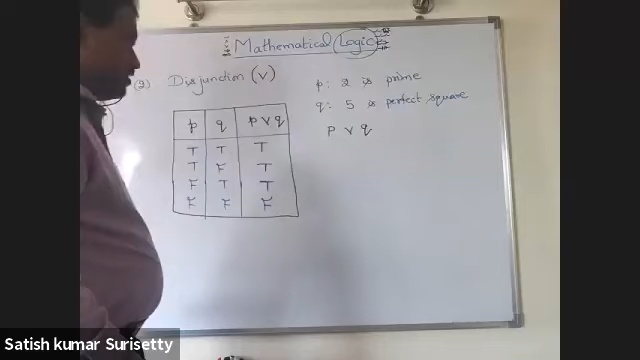 Mathematical Logic
(2) Disjunction (v)
p: 2 is prime
q: 5 is perfect square
p v q
p q p v q
T T T
T F T
F T T
F F F
Satish kumar Surisetty